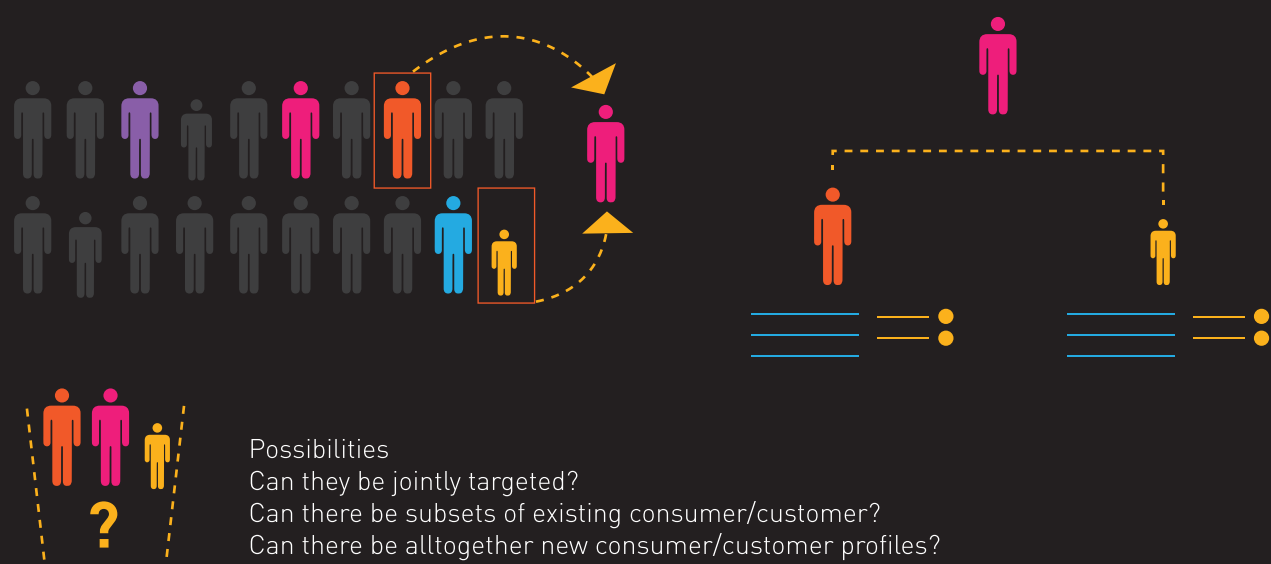 ?
Possibilities
Can they be jointly targeted?
Can there be subsets of existing consumer/customer?
Can there be alltogether new consumer/customer profiles?